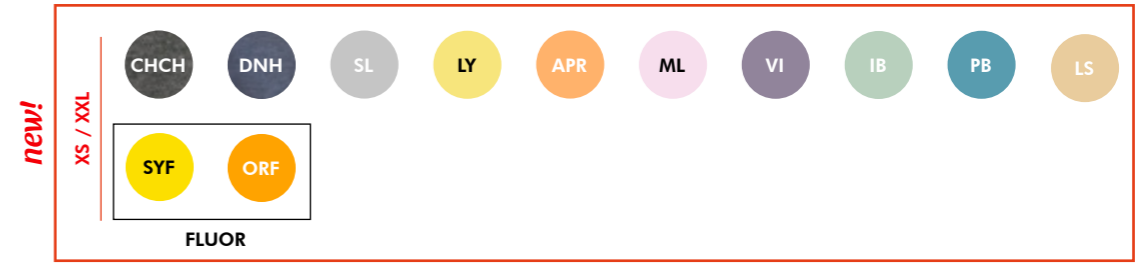 new!
XS / XXL
CHCH DNH SL LY APR ML VI IB PB LS
SYF ORF
FLUOR